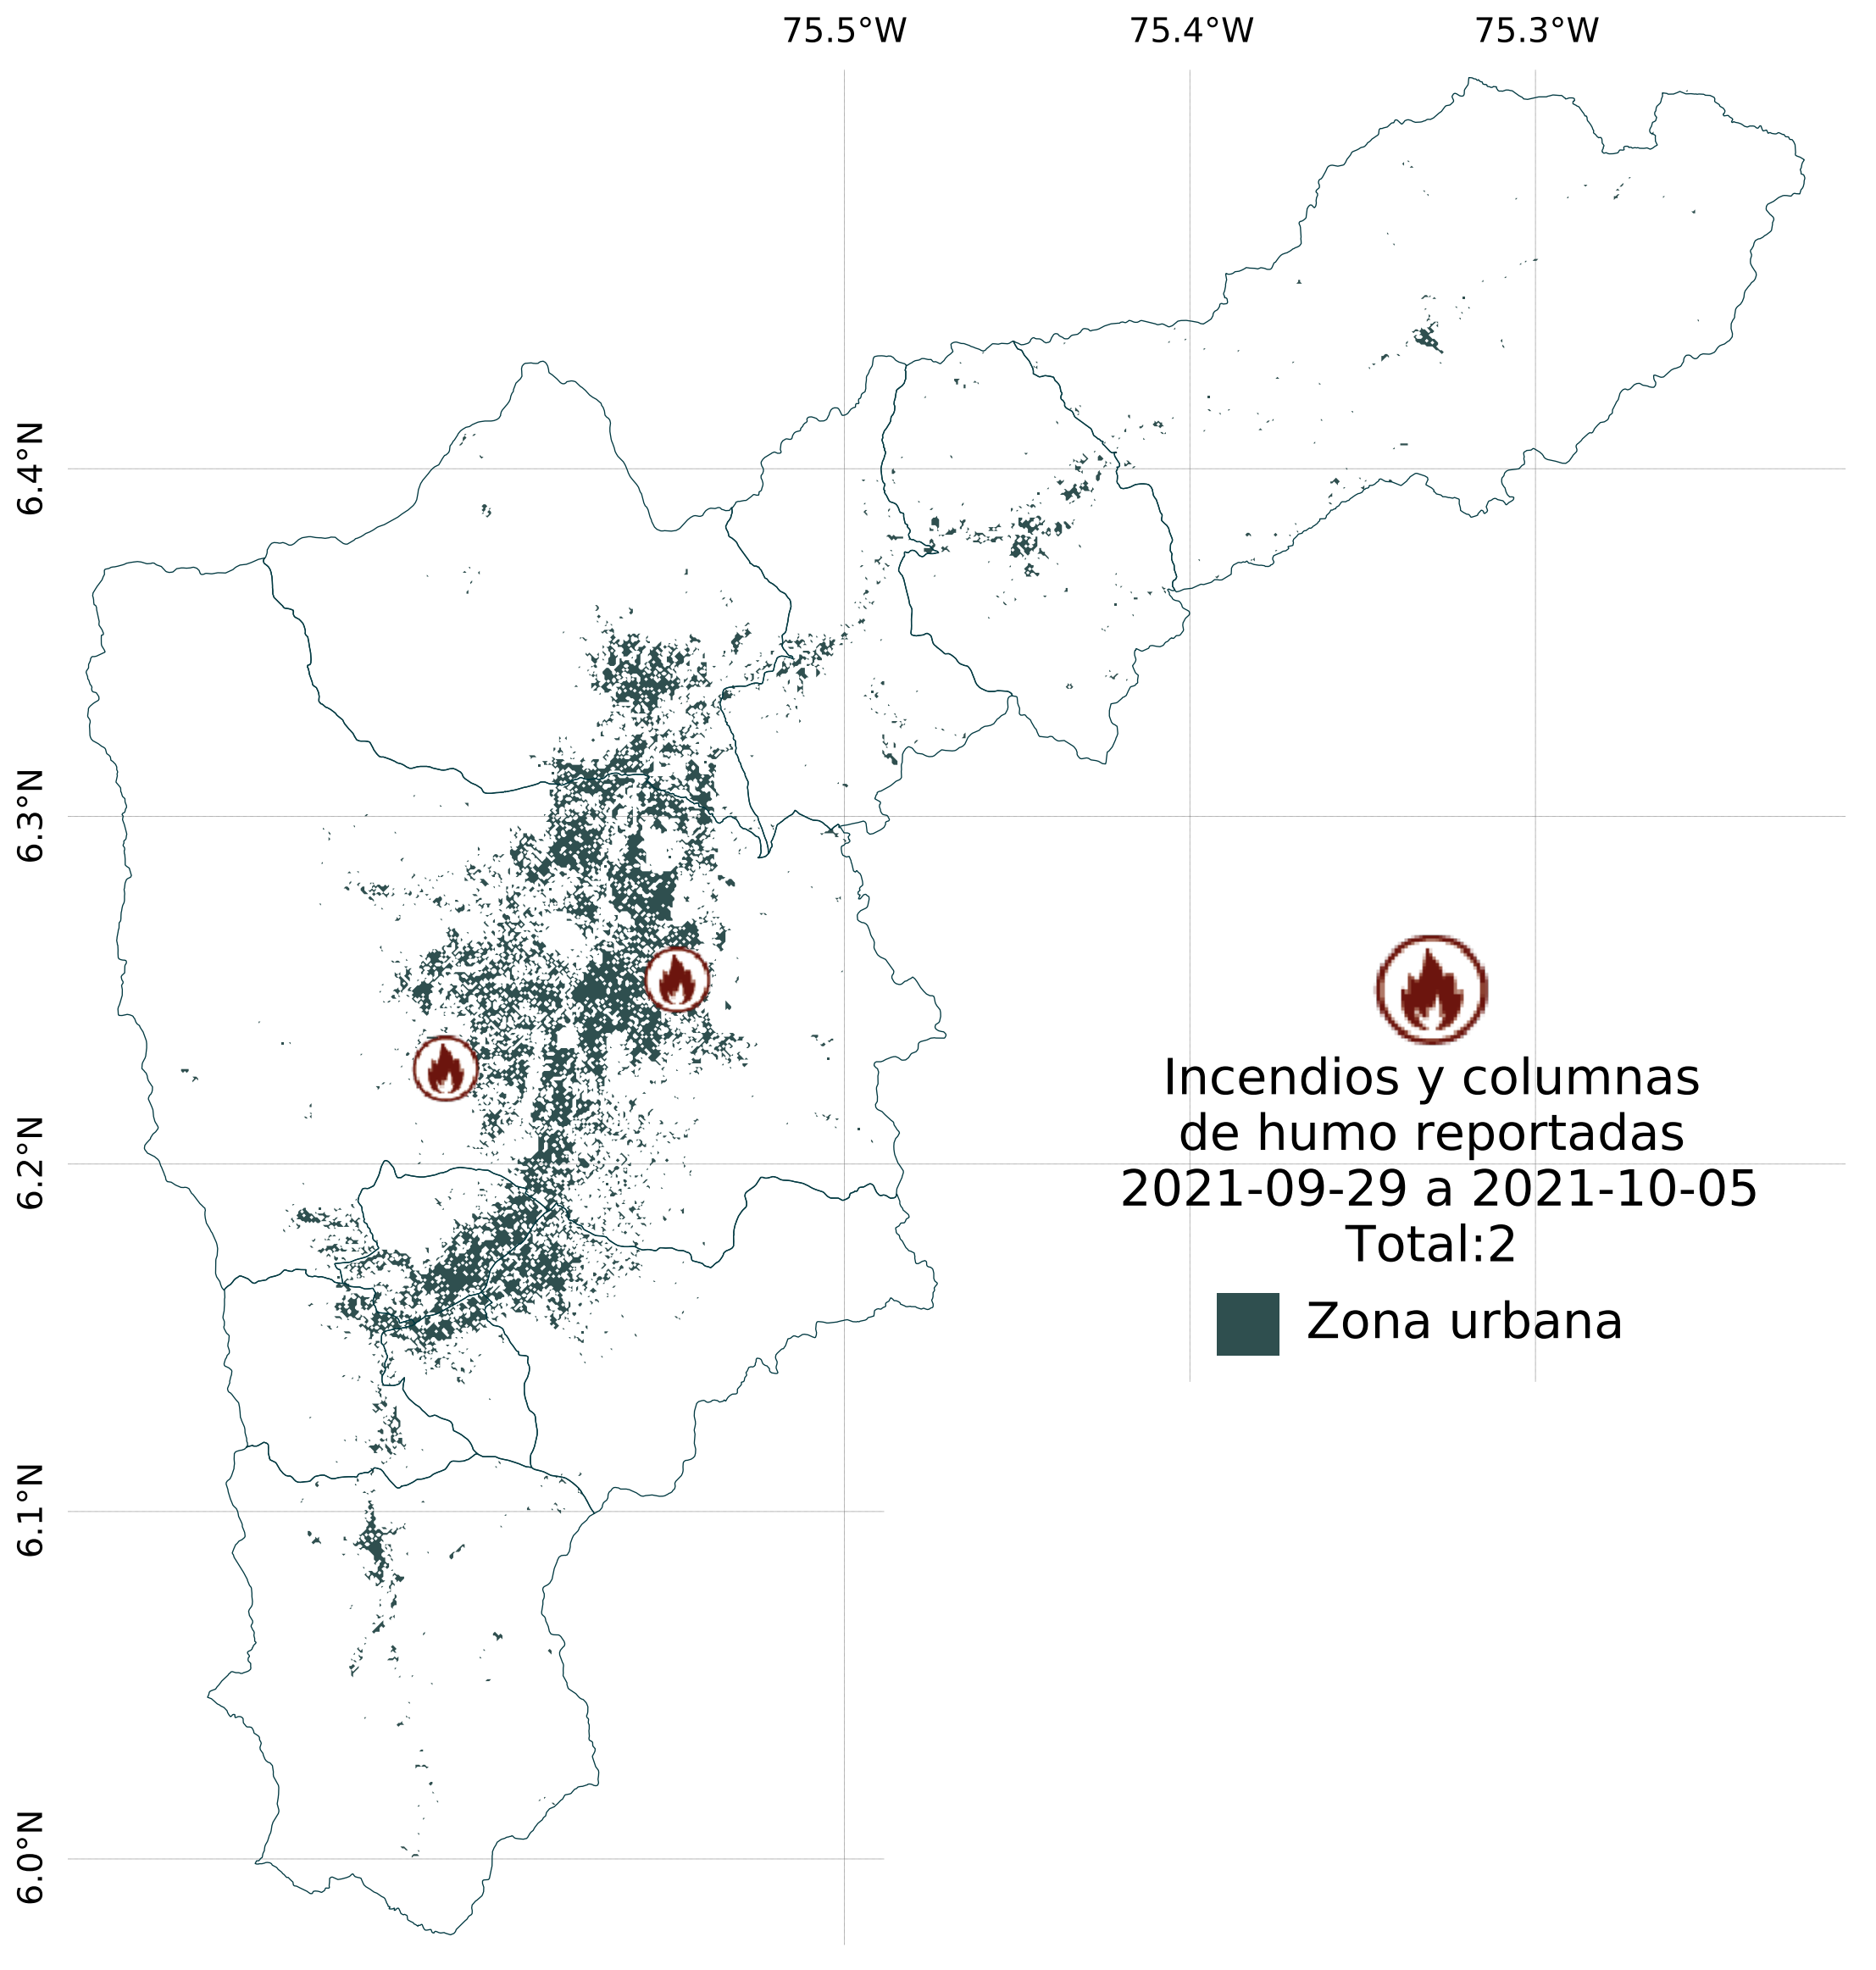 75.5°W 75.4°W 75.3°W
6.4°N
6.3°N
6.2°N
6.1°N
6.0°N
Incendios y columnas
de humo reportadas
2021-09-29 a 2021-10-05
Total:2
Zona urbana